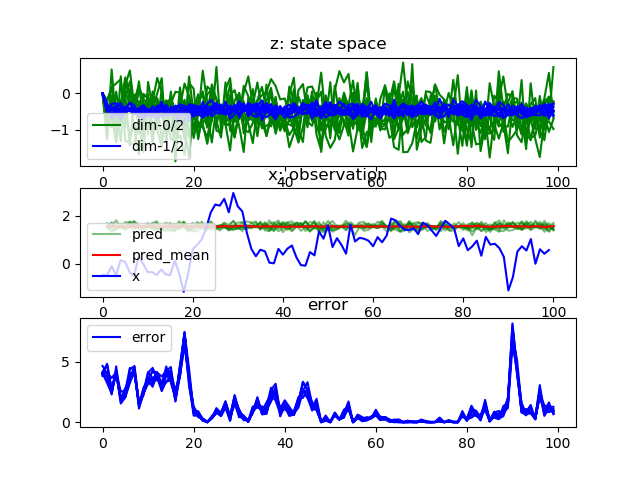 z: state space
0
−1
dim-0/2
dim-1/2
0 20 40 60 80 100
x: observation
2
0
pred
pred_mean
x
0 20 40 60 80 100
error
5
0
error
0 20 40 60 80 100